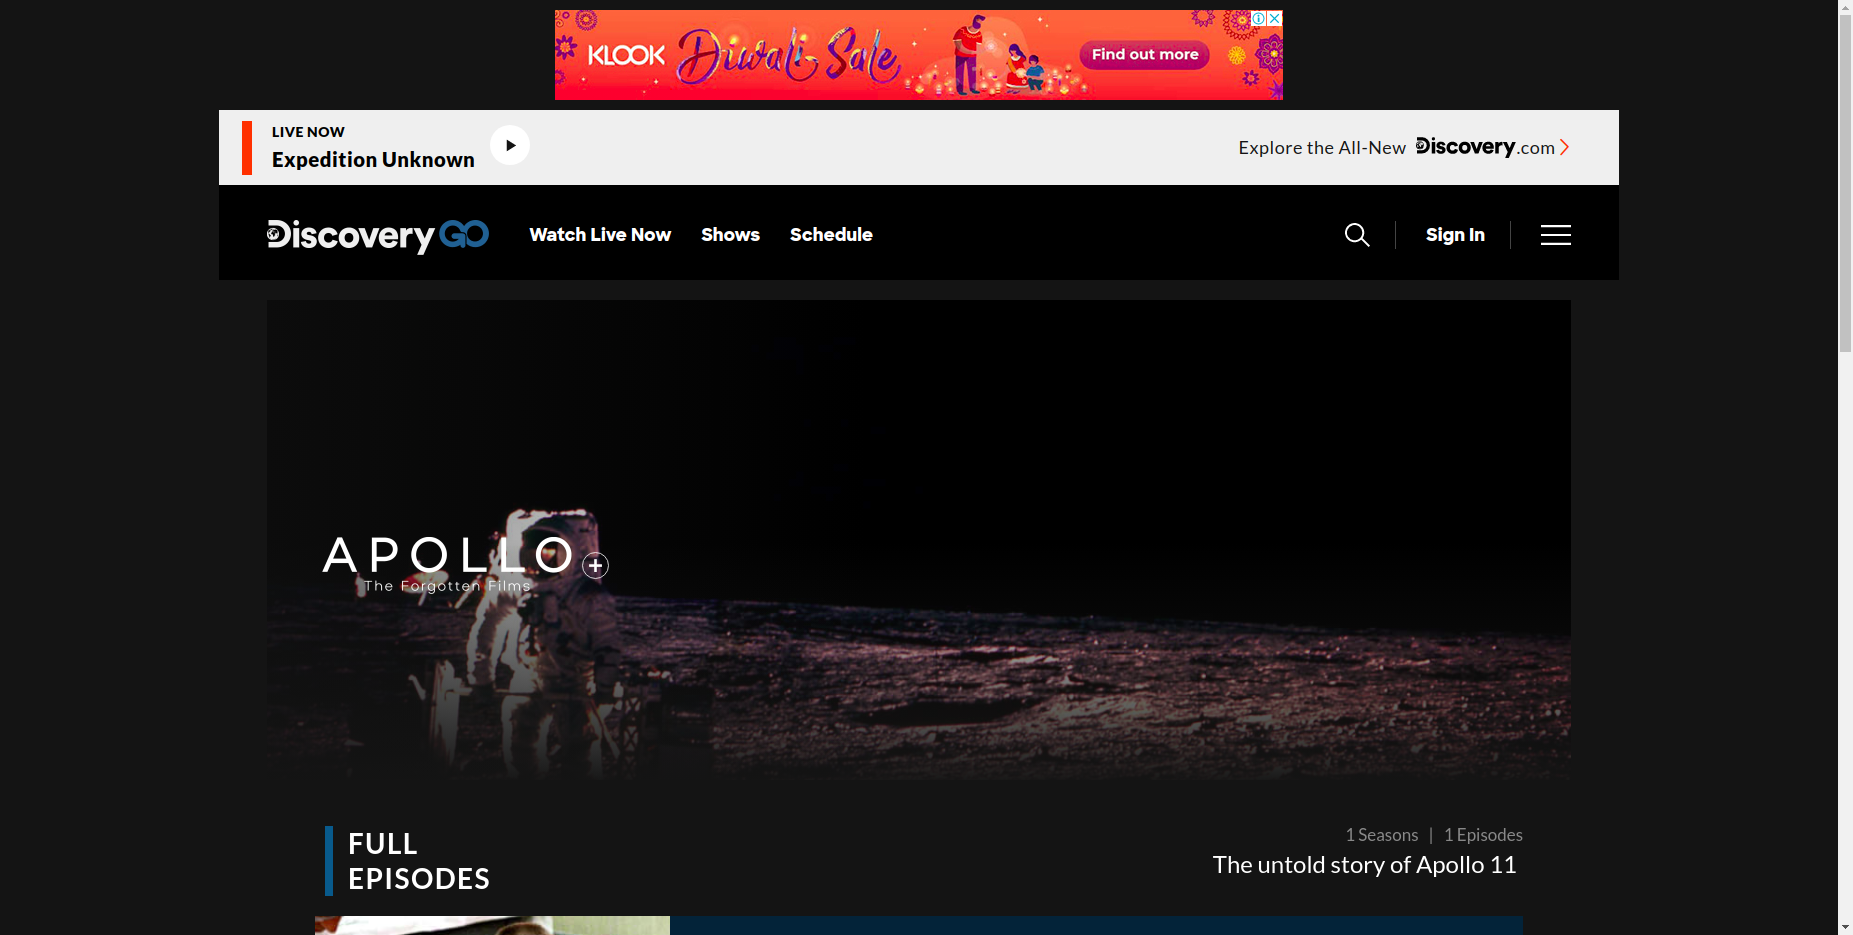 KLOOK Diwali Sale Find out more
LIVE NOW
Expedition Unknown
Explore the All-New Discovery.com
Discovery GO Watch Live Now Shows Schedule Sign In
APOLLO
The Forgotten Films
FULL
EPISODES
1 Seasons | 1 Episodes
The untold story of Apollo 11